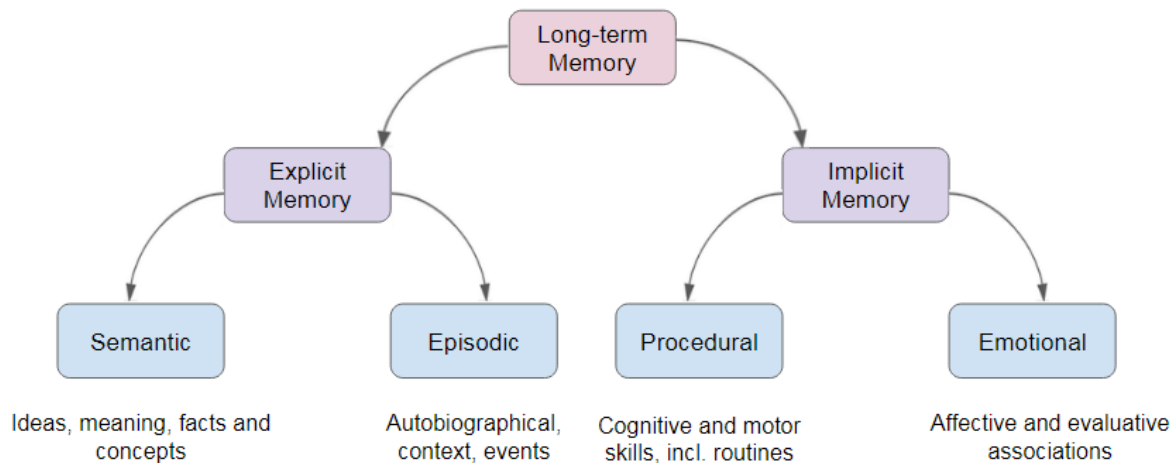 Long-term
Memory
Explicit
Memory
Implicit
Memory
Semantic
Episodic
Procedural
Emotional
Ideas, meaning, facts and
concepts
Autobiographical,
context, events
Cognitive and motor
skills, incl. routines
Affective and evaluative
associations